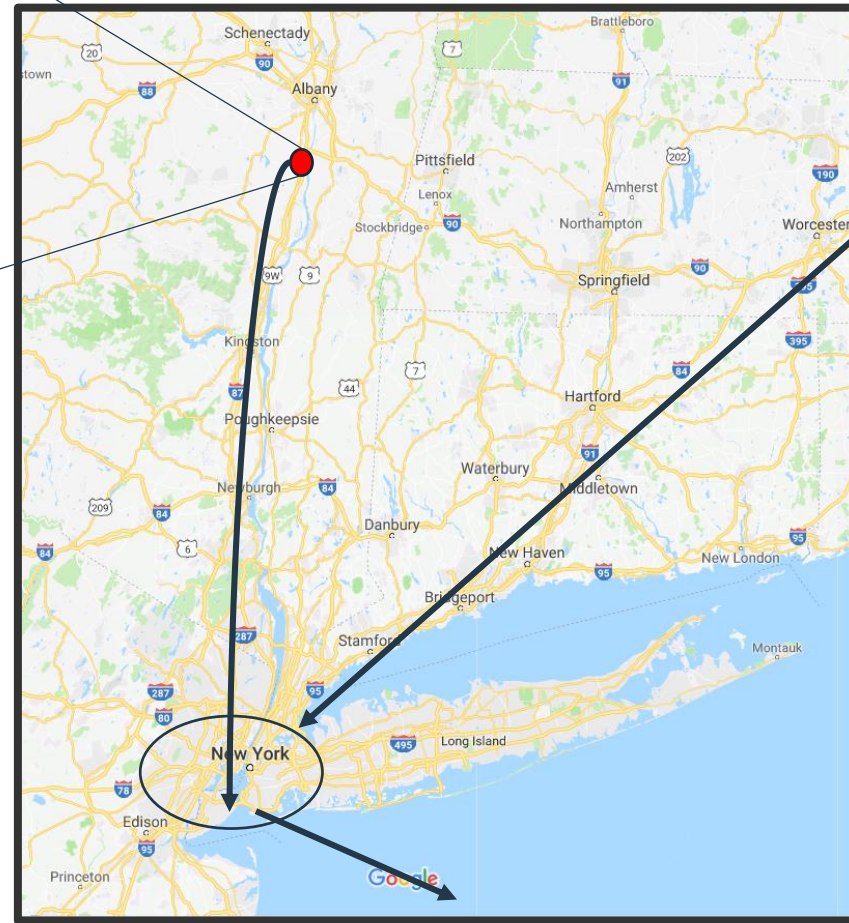 Brattleboro
Schenectady
7
20
90
stown
91
88
Albany
202
Pittsfield
190
Amherst
Lenox
Northampton
Worcester
Stockbridge
90
90
9W
9
Springfield
395
Kingston
7
84
44
87
Hartford
Poughkeepsie
91
Waterbury
Newburgh
84
Middletown
209
84
Danbury
6
84
95
New Haven
New London
95
Bridgeport
287
Stamford
Montauk
287
95
80
495
Long Island
New York
78
Edison
95
Princeton
Google